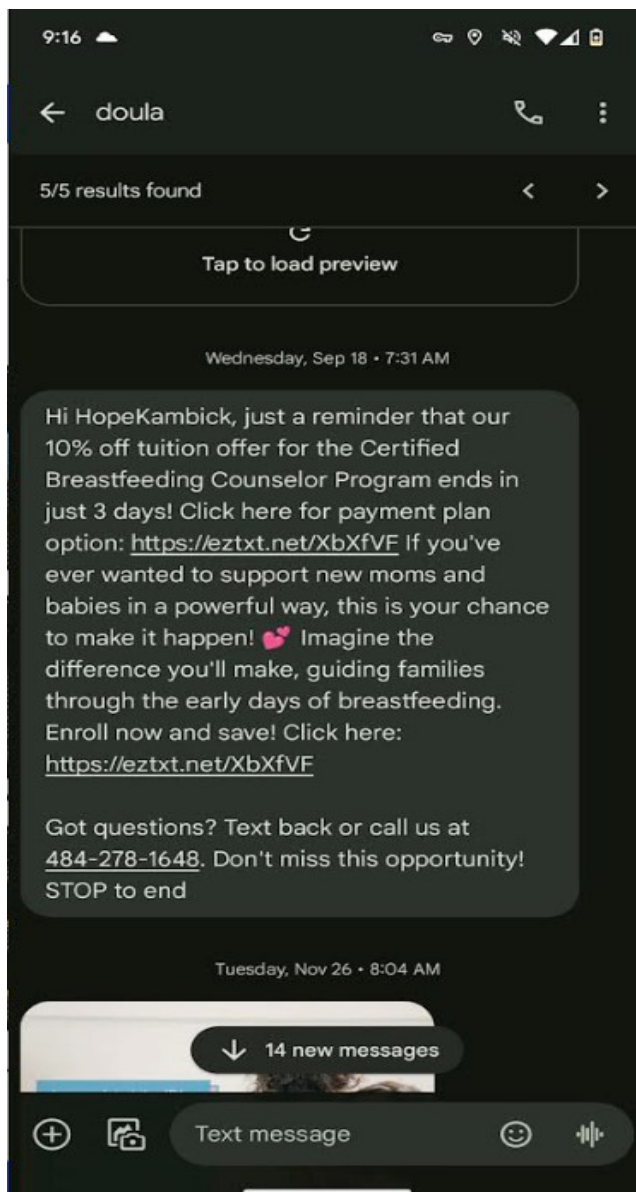 9:16
doula
5/5 results found
Tap to load preview
Wednesday, Sep 18 • 7:31 AM
Hi HopeKambick, just a reminder that our
10% off tuition offer for the Certified
Breastfeeding Counselor Program ends in
just 3 days! Click here for payment plan
option: https://eztxt.net/XbXfVF If you've
ever wanted to support new moms and
babies in a powerful way, this is your chance
to make it happen! 💕 Imagine the
difference you'll make, guiding families
through the early days of breastfeeding.
Enroll now and save! Click here:
https://eztxt.net/XbXfVF
Got questions? Text back or call us at
484-278-1648. Don't miss this opportunity!
STOP to end
Tuesday, Nov 26 • 8:04 AM
14 new messages
Text message